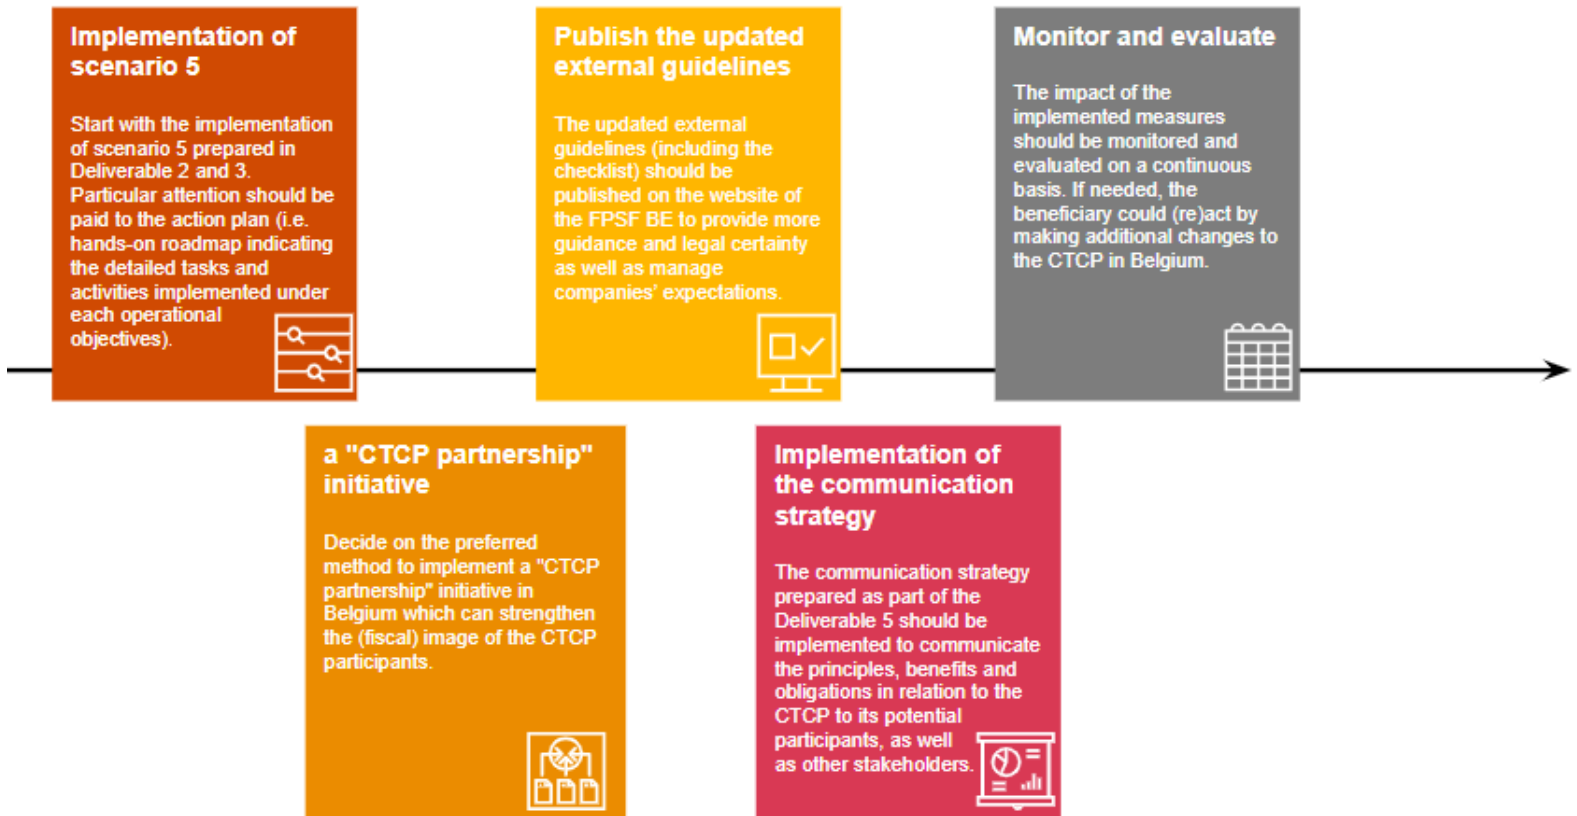 Implementation of
scenario 5
Start with the implementation
of scenario 5 prepared in
Deliverable 2 and 3.
Particular attention should be
paid to the action plan (i.e.
hands-on roadmap indicating
the detailed tasks and
activities implemented under
each operational
objectives).
a "CTCP partnership"
initiative
Decide on the preferred
method to implement a "CTCP
partnership" initiative in
Belgium which can strengthen
the (fiscal) image of the CTCP
participants.
Publish the updated
external guidelines
The updated external
guidelines (including the
checklist) should be
published on the website of
the FPSF BE to provide more
guidance and legal certainty
as well as manage
companies' expectations.
Implementation of
the communication
strategy
The communication strategy
prepared as part of the
Deliverable 5 should be
implemented to communicate
the principles, benefits and
obligations in relation to the
CTCP to its potential
participants, as well
as other stakeholders.
Monitor and evaluate
The impact of the
implemented measures
should be monitored and
evaluated on a continuous
basis. If needed, the
beneficiary could (re)act by
making additional changes to
the CTCP in Belgium.